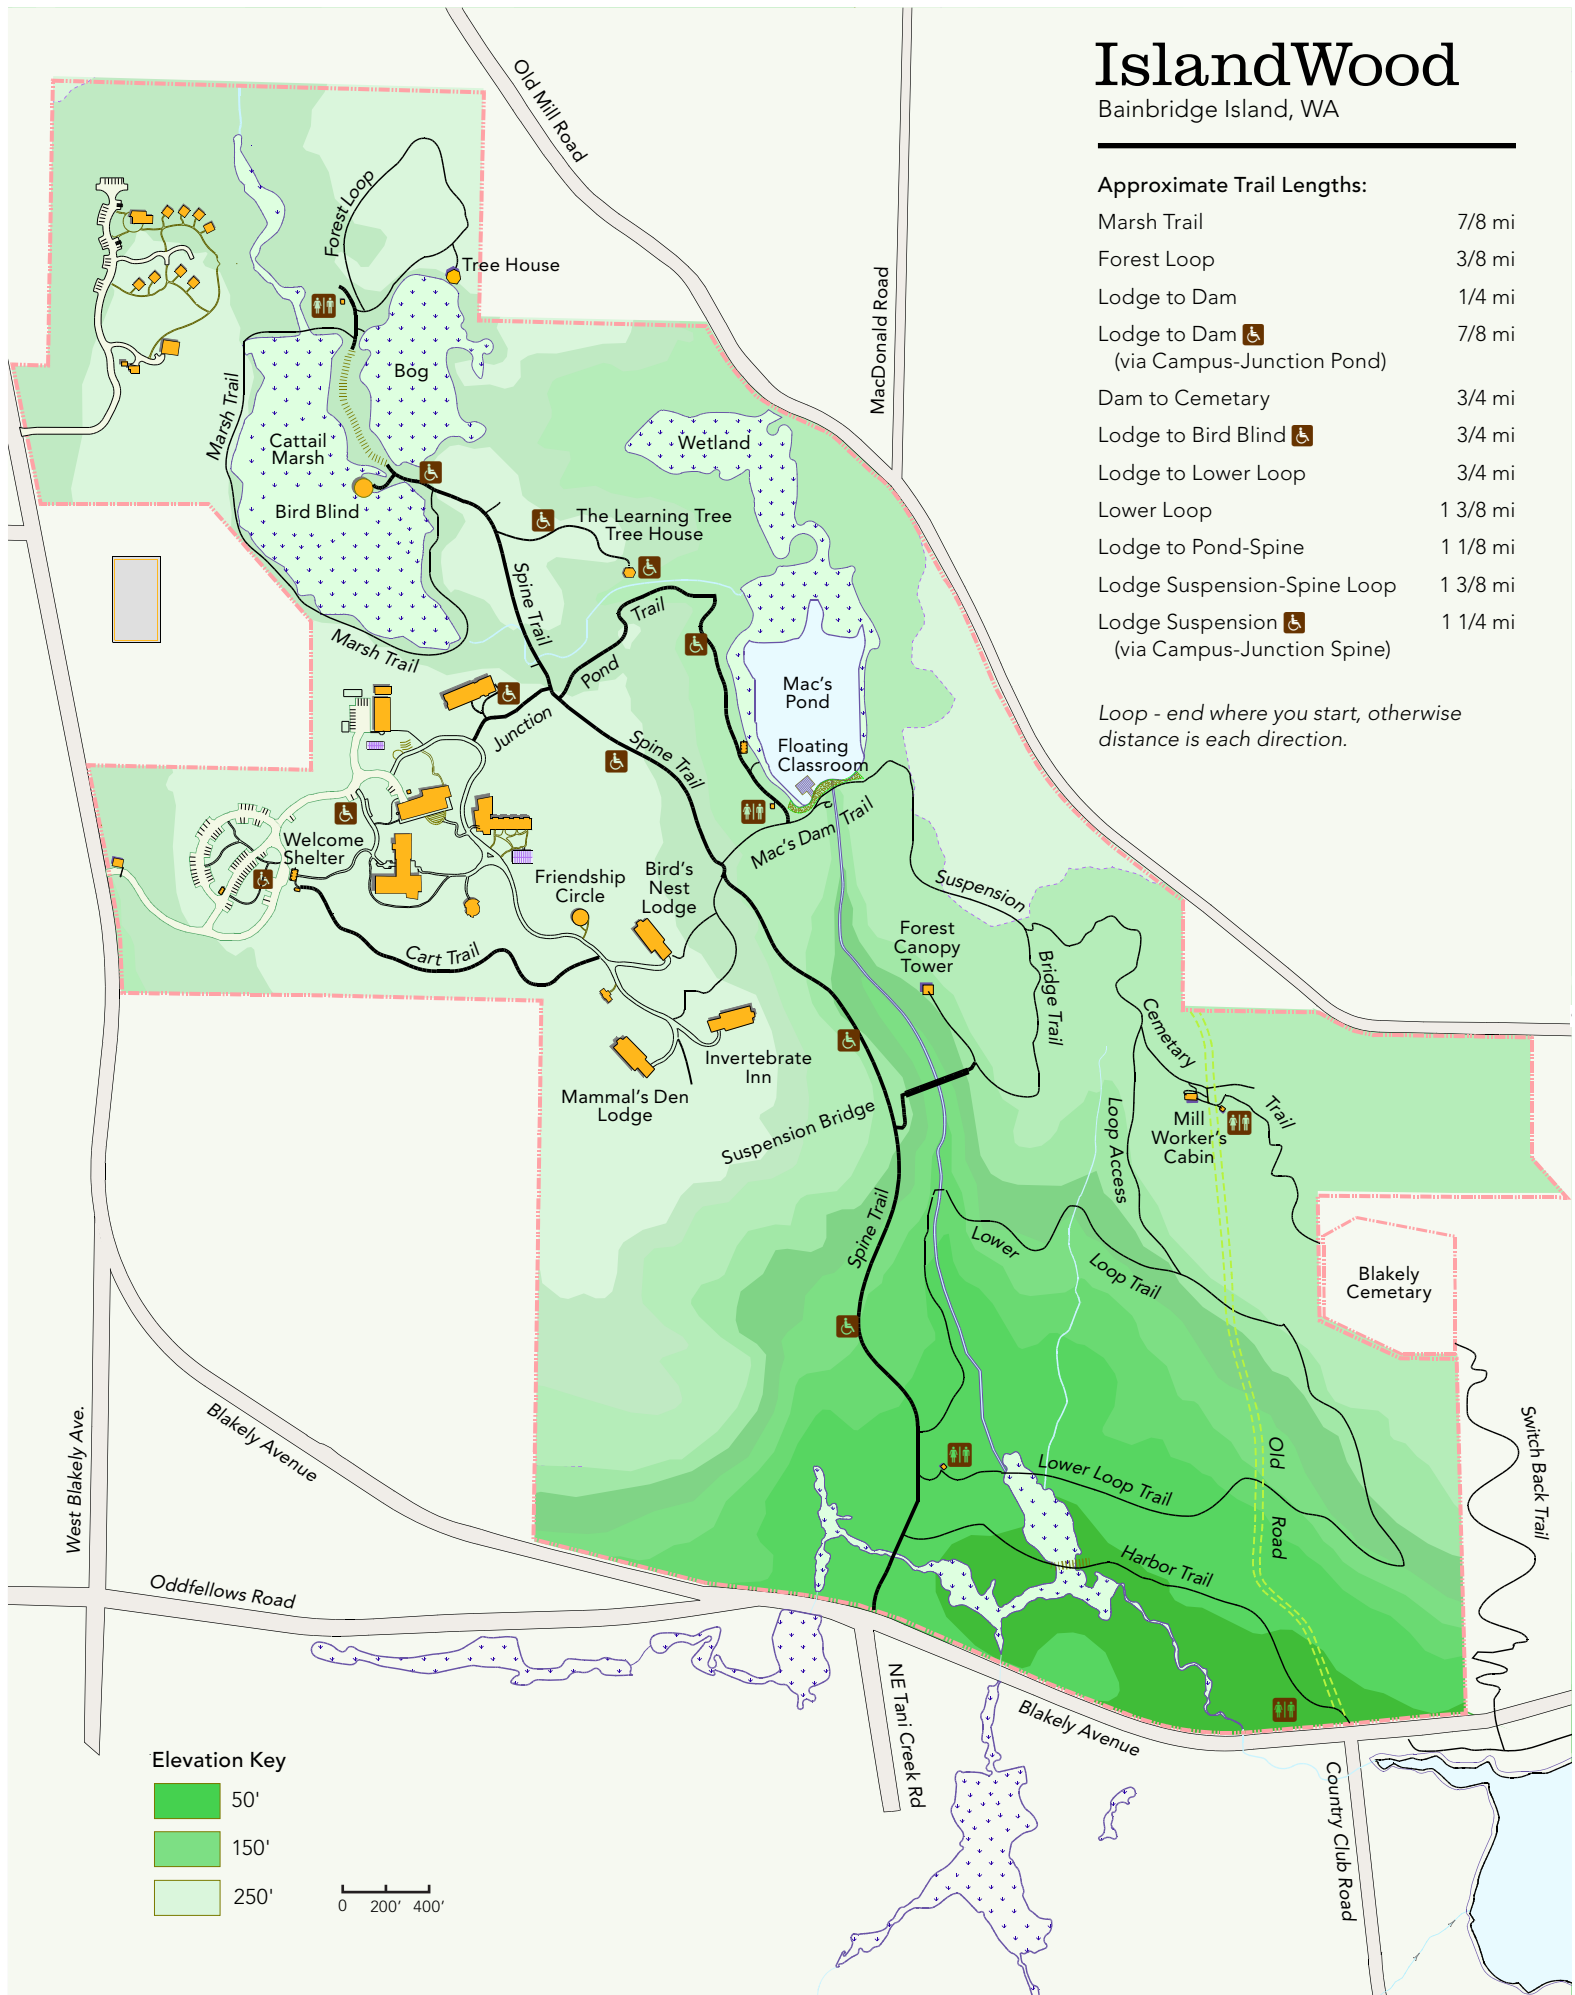 IslandWood
Bainbridge Island, WA
Approximate Trail Lengths:
Marsh Trail 7/8 mi
Forest Loop 3/8 mi
Lodge to Dam 1/4 mi
Lodge to Dam 7/8 mi
(via Campus-Junction Pond)
Dam to Cemetary 3/4 mi
Lodge to Bird Blind 3/4 mi
Lodge to Lower Loop 3/4 mi
Lower Loop 1 3/8 mi
Lodge to Pond-Spine 1 1/8 mi
Lodge Suspension-Spine Loop 1 3/8 mi
Lodge Suspension 1 1/4 mi
(via Campus-Junction Spine)
Loop - end where you start, otherwise
distance is each direction.
Old Mill Road
MacDonald Road
Forest Loop
Tree House
Bog
Marsh Trail
Cattail
Marsh
Bird Blind
Wetland
The Learning Tree
Tree House
Spine Trail
Trail
Pond
Marsh Trail
Junction
Mac's
Pond
Floating
Classroom
Spine Trail
Mac's Dam Trail
Welcome
Shelter
Friendship
Circle
Bird's
Nest
Lodge
Suspension
Forest
Canopy
Tower
Bridge Trail
Cart Trail
Cemetary
Trail
Invertebrate
Inn
Mammal's Den
Lodge
Suspension Bridge
Loop Access
Mill
Worker's
Cabin
Spine Trail
Lower
Loop Trail
Blakely
Cemetary
Switch Back Trail
Old
Road
Lower Loop Trail
Harbor Trail
West Blakely Ave.
Blakely Avenue
Oddfellows Road
NE Tani Creek Rd
Blakely Avenue
Country Club Road
Elevation Key
50'
150'
250'
0 200' 400'